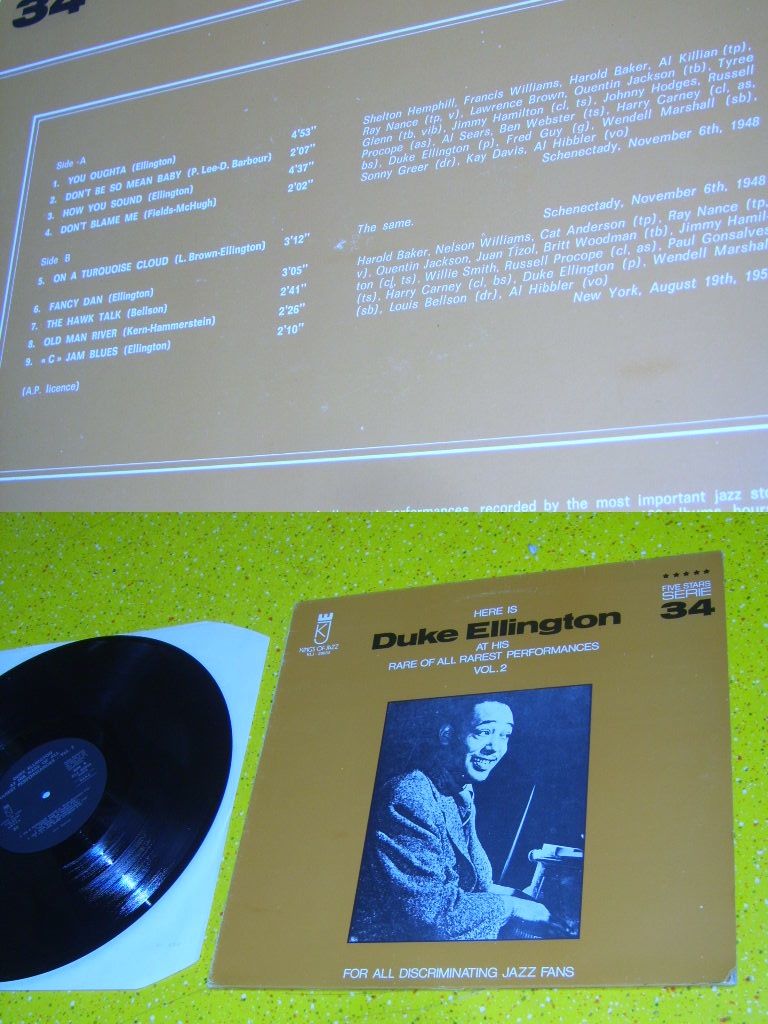 34
Side -A
1. YOU OUGHTA (Ellington) 4'53"
2. DON'T BE SO MEAN BABY (P. Lee-D. Barbour) 2'07"
3. HOW YOU SOUND (Ellington) 4'37"
4. DON'T BLAME ME (Fields-McHugh) 2'02"
Side B
5. ON A TURQUOISE CLOUD (L. Brown-Ellington) 3'12"
6. FANCY DAN (Ellington) 3'05"
7. THE HAWK TALK (Bellson) 2'41"
8. OLD MAN RIVER (Kern-Hammerstein) 2'26"
9. «C» JAM BLUES (Ellington) 2'10"
(A.P. licence)
Shelton Hemphill, Francis Williams, Harold Baker, Al Killian (tp),
Ray Nance (tp, v), Lawrence Brown, Quentin Jackson (tb), Tyree
Glenn (tb, vib), Jimmy Hamilton (cl, ts), Johnny Hodges, Russell
Procope (as), Al Sears, Ben Webster (ts), Harry Carney (cl, as,
bs), Duke Ellington (p), Fred Guy (g), Wendell Marshall (sb),
Sonny Greer (dr), Kay Davis, Al Hibbler (vo)
Schenectady, November 6th, 1948
The same. Schenectady, November 6th, 1948
Harold Baker, Nelson Williams, Cat Anderson (tp), Ray Nance (tp,
v), Quentin Jackson, Juan Tizol, Britt Woodman (tb), Jimmy Hamil-
ton (cl, ts), Willie Smith, Russell Procope (cl, as), Paul Gonsalves
(ts), Harry Carney (cl, bs), Duke Ellington (p), Wendell Marshal
(sb), Louis Bellson (dr), Al Hibbler (vo)
New York, August 19th, 195
performances, recorded by the most important jazz
KINGS OF JAZZ
HERE IS
Duke Ellington
AT HIS
RARE OF ALL RAREST PERFORMANCES
VOL. 2
FIVE STARS
SERIE
34
FOR ALL DISCRIMINATING JAZZ FANS